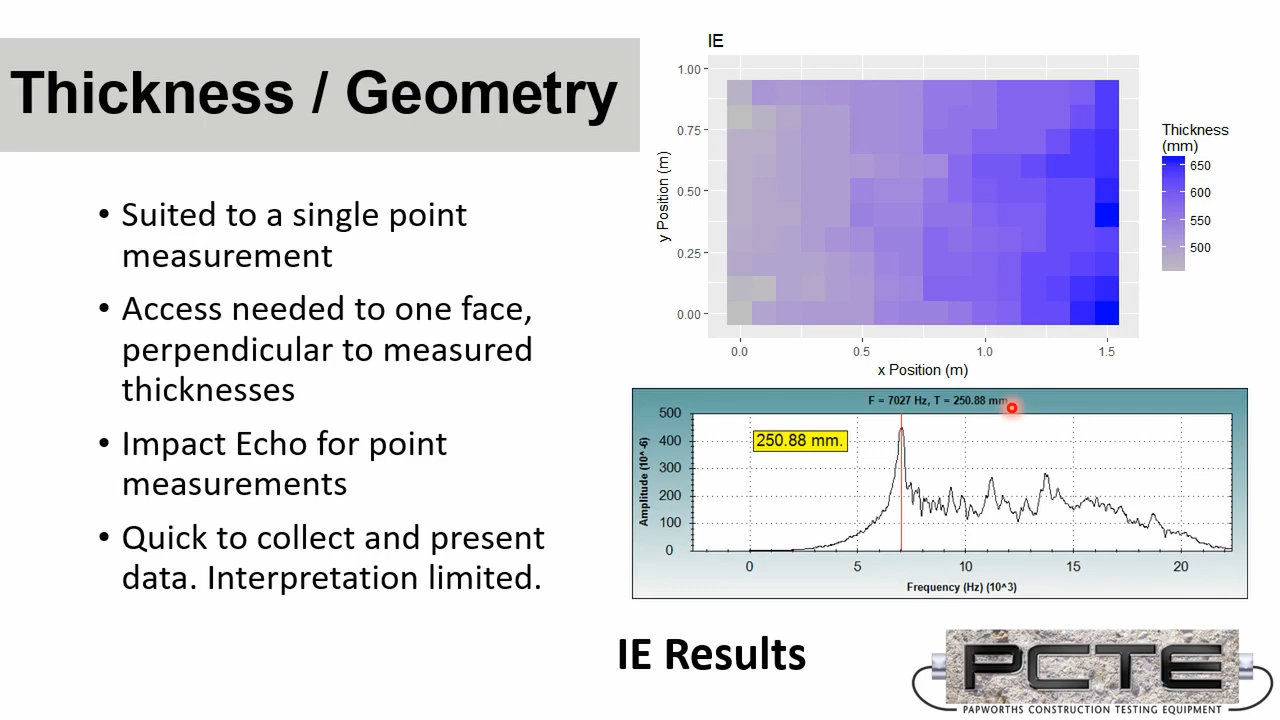 Thickness / Geometry
• Suited to a single point
measurement
• Access needed to one face,
perpendicular to measured
thicknesses
• Impact Echo for point
measurements
• Quick to collect and present
data. Interpretation limited.
IE
1.00
0.75
0.50
0.25
0.00
y Position (m)
0.0 0.5 1.0 1.5
x Position (m)
Thickness
(mm)
650
600
550
500
F = 7027 Hz, T = 250.88 mm
250.88 mm.
500
400
300
200
100
0
Amplitude (10^-6)
0 5 10 15 20
Frequency (Hz) (10^3)
IE Results
PCTE
PAPWORTHS CONSTRUCTION TESTING EQUIPMENT